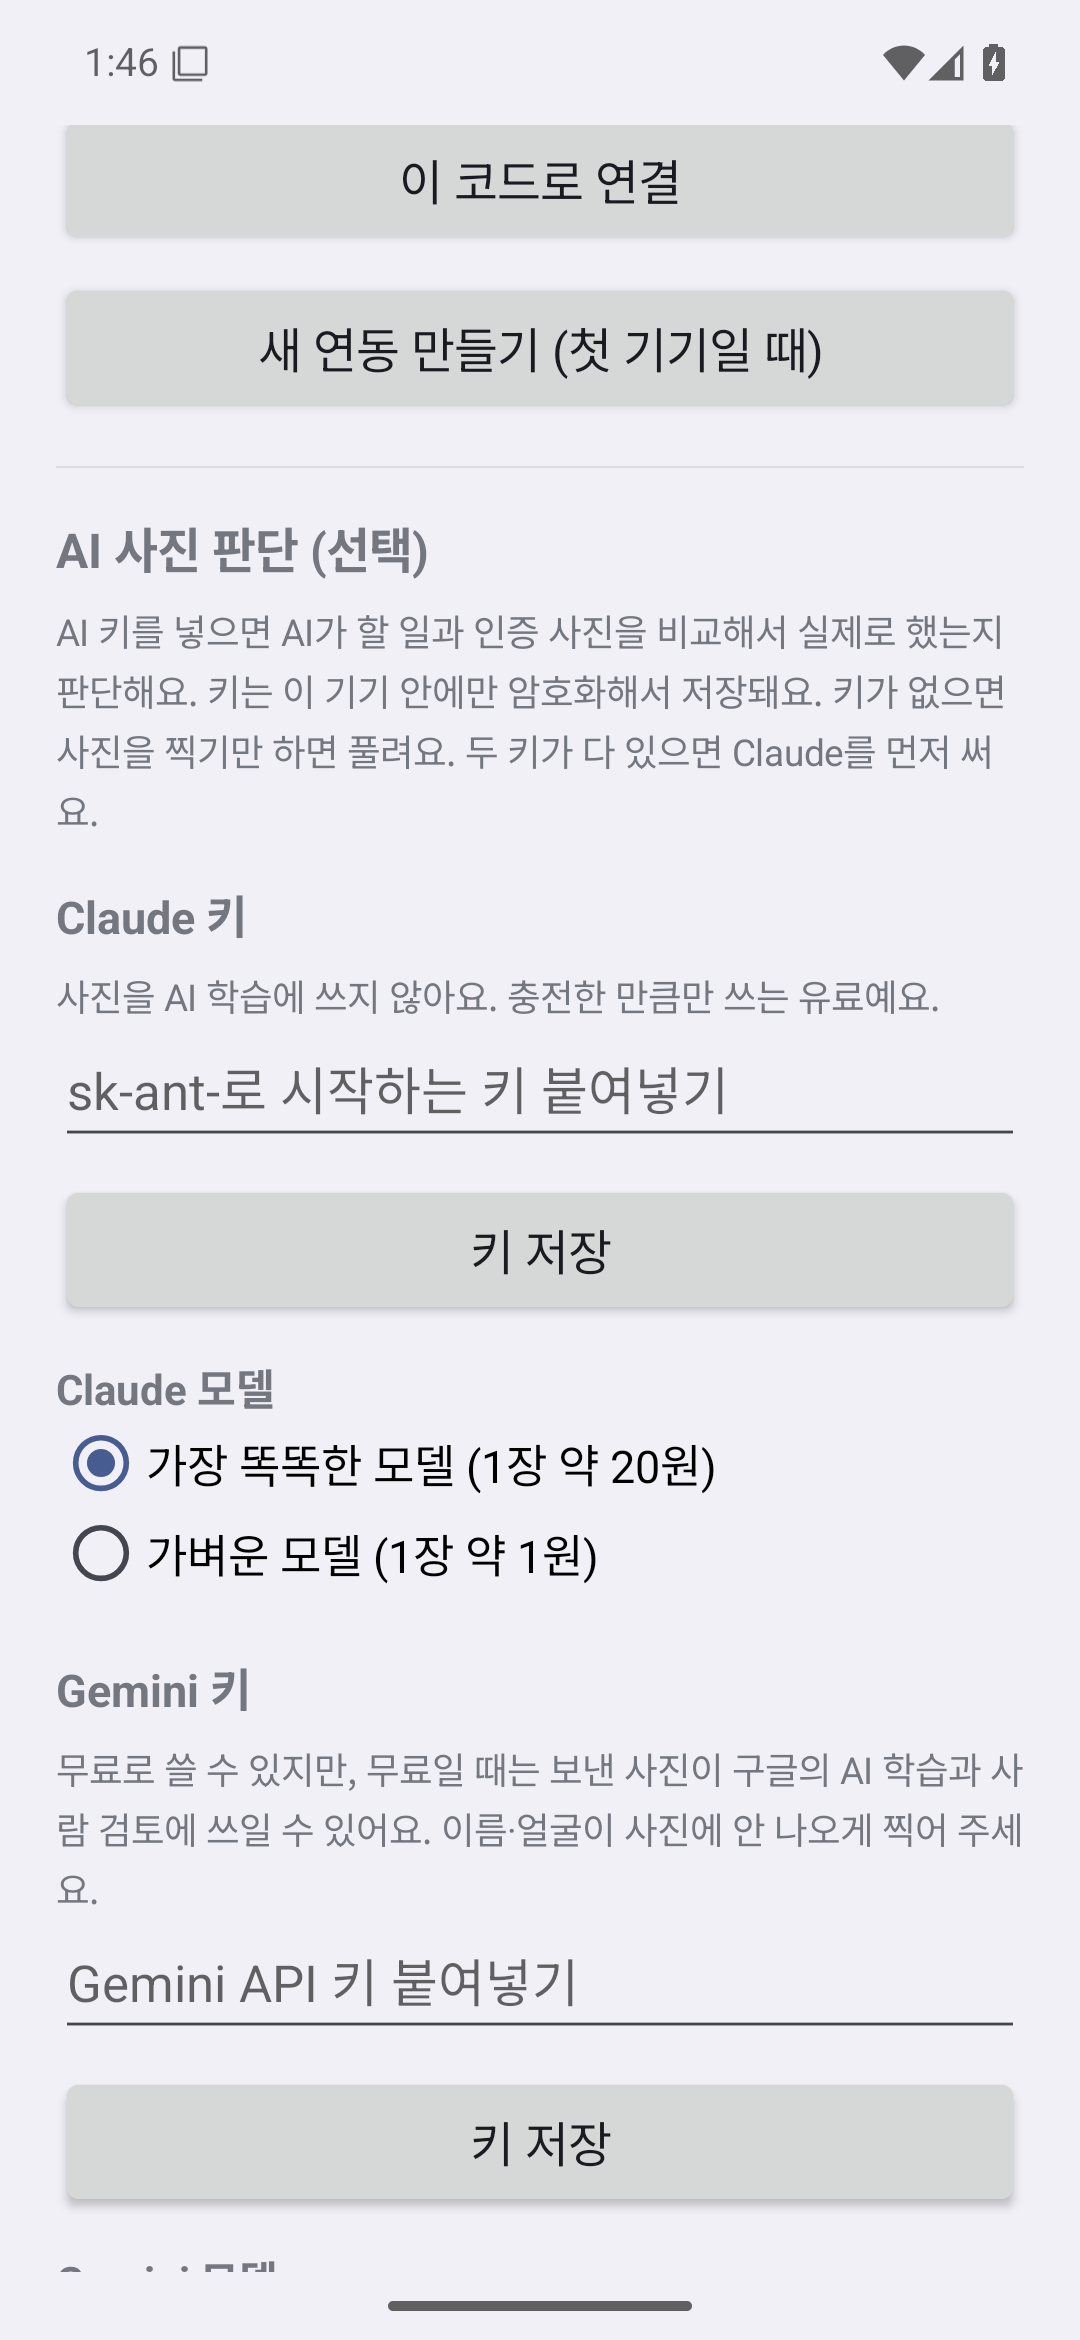 1:46
이 코드로 연결
새 연동 만들기 (첫 기기일 때)
AI 사진 판단 (선택)
AI 키를 넣으면 AI가 할 일과 인증 사진을 비교해서 실제로 했는지
판단해요. 키는 이 기기 안에만 암호화해서 저장돼요. 키가 없으면
사진을 찍기만 하면 풀려요. 두 키가 다 있으면 Claude를 먼저 써
요.
Claude 키
사진을 AI 학습에 쓰지 않아요. 충전한 만큼만 쓰는 유료예요.
sk-ant-로 시작하는 키 붙여넣기
키 저장
Claude 모델
가장 똑똑한 모델 (1장 약 20원)
가벼운 모델 (1장 약 1원)
Gemini 키
무료로 쓸 수 있지만, 무료일 때는 보낸 사진이 구글의 AI 학습과 사
람 검토에 쓰일 수 있어요. 이름·얼굴이 사진에 안 나오게 찍어 주세
요.
Gemini API 키 붙여넣기
키 저장